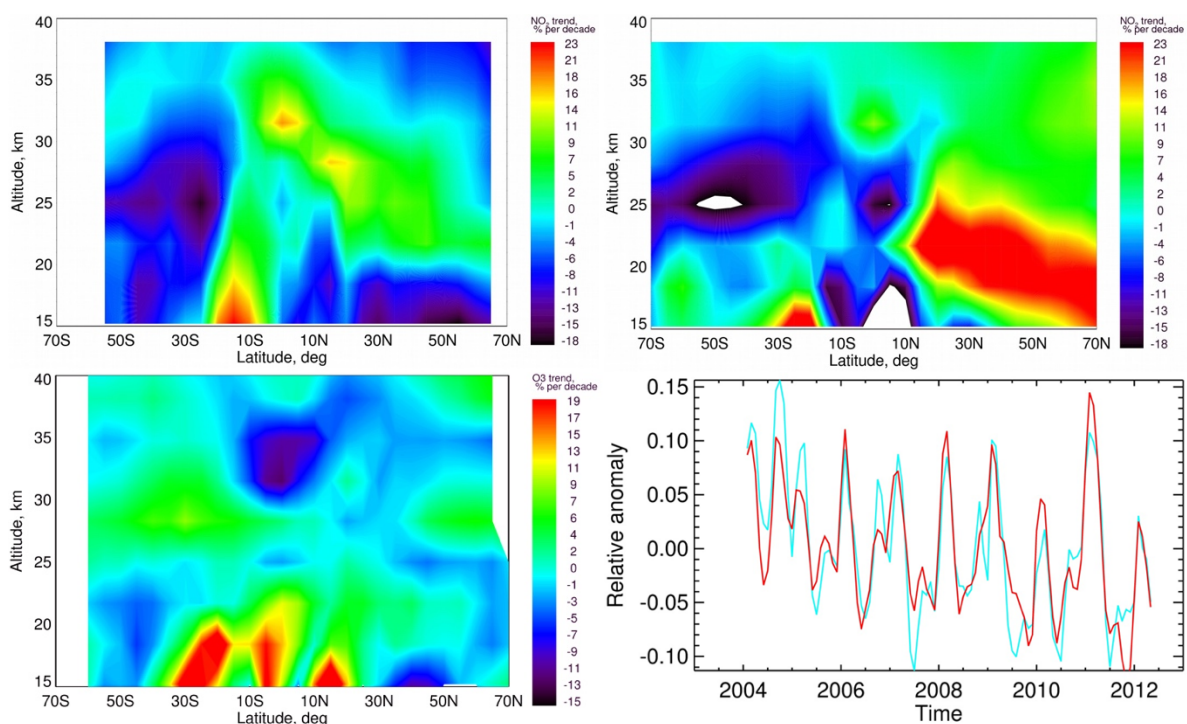 NO₂ trend,
% per decade
40
35
30
25
20
15
Altitude, km
70S
50S
30S
10S
10N
30N
50N
70N
Latitude, deg
23
21
20
18
16
14
11
9
7
5
2
0
-4
-6
-8
-10
-11
-13
-15
-18
NO₂ trend,
% per decade
40
30
20
15
Altitude, km
70S
50S
30S
10S
10N
30N
50N
70N
Latitude, deg
23
21
20
18
16
14
11
9
7
5
2
0
-4
-6
-8
-10
-11
-13
-15
-18
O3 trend,
% per decade
40
35
30
25
20
15
Altitude, km
70S
50S
30S
10S
10N
30N
50N
70N
Latitude, deg
19
17
15
13
11
9
6
4
2
0
-1
-3
-5
-7
-9
-10
-11
-13
-15
0.15
0.10
0.05
0.00
-0.05
-0.10
Relative anomaly
2004
2006
2008
2010
2012
Time